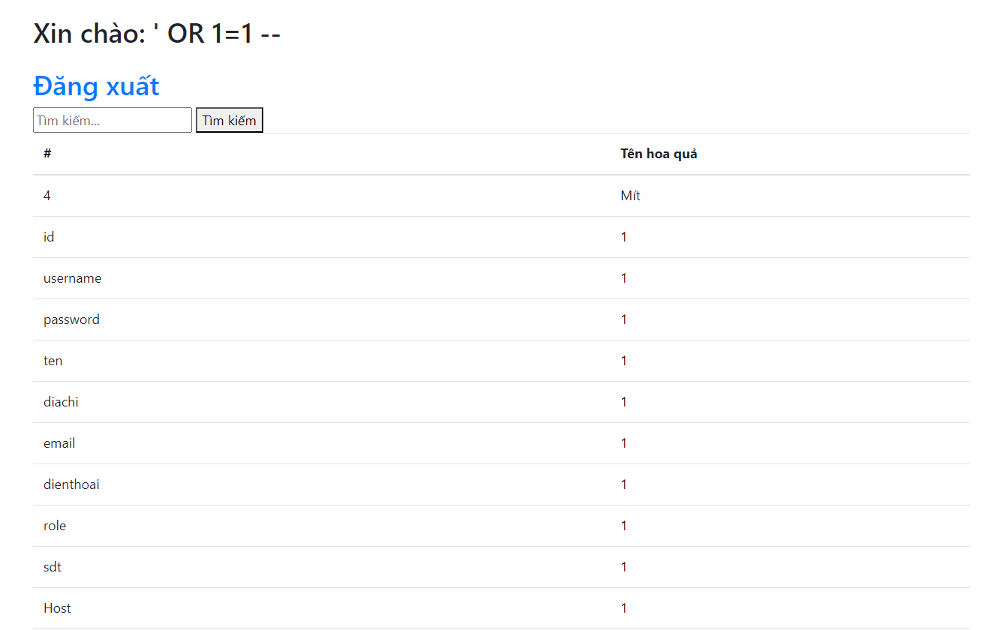 Xin chào: ' OR 1=1 --
Đăng xuất
Tìm kiếm... Tìm kiếm
# Tên hoa quả
4 Mít
id 1
username 1
password 1
ten 1
diachi 1
email 1
dienthoai 1
role 1
sdt 1
Host 1